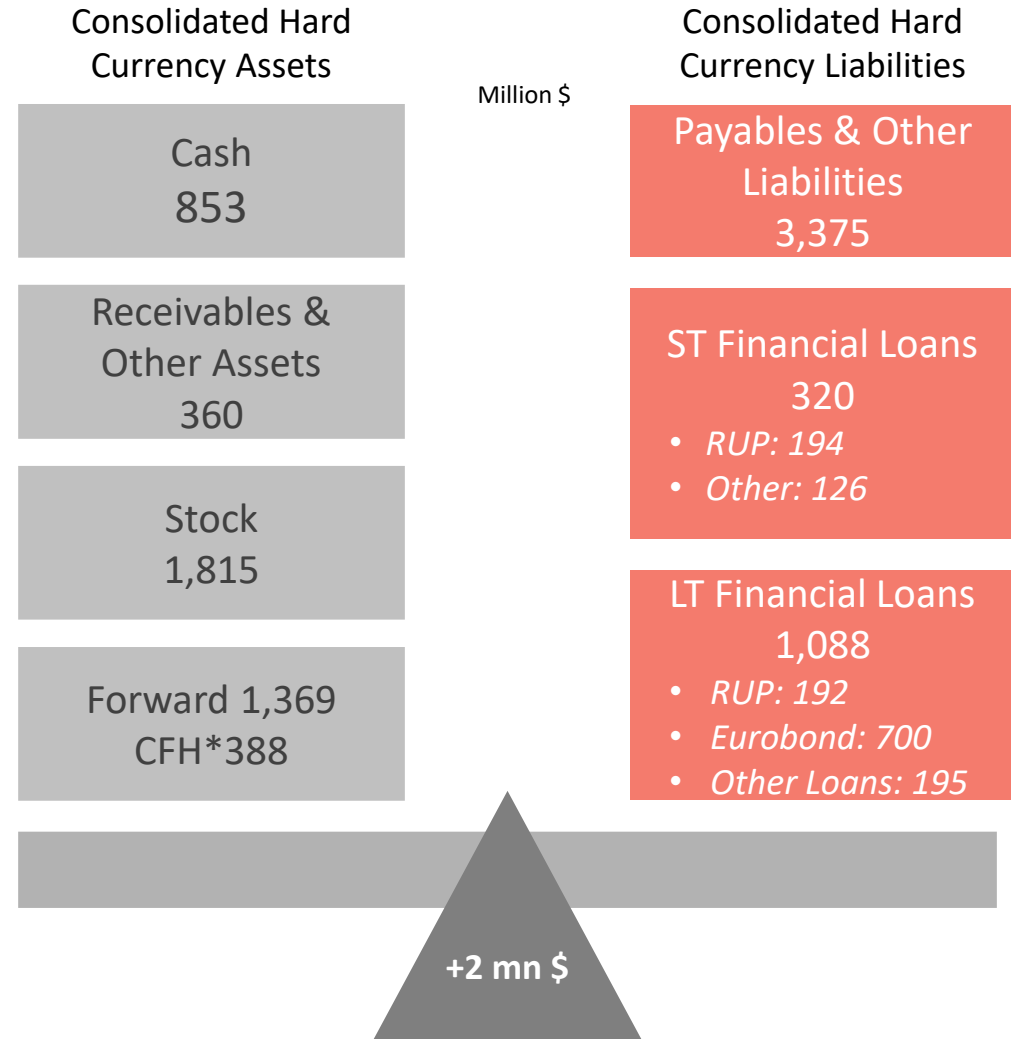 Consolidated Hard
Currency Assets
Million $
Consolidated Hard
Currency Liabilities
Cash
853
Receivables &
Other Assets
360
Stock
1,815
Forward 1,369
CFH*388
Payables & Other
Liabilities
3,375
ST Financial Loans
320
• RUP: 194
• Other: 126
LT Financial Loans
1,088
• RUP: 192
• Eurobond: 700
• Other Loans: 195
+2 mn $